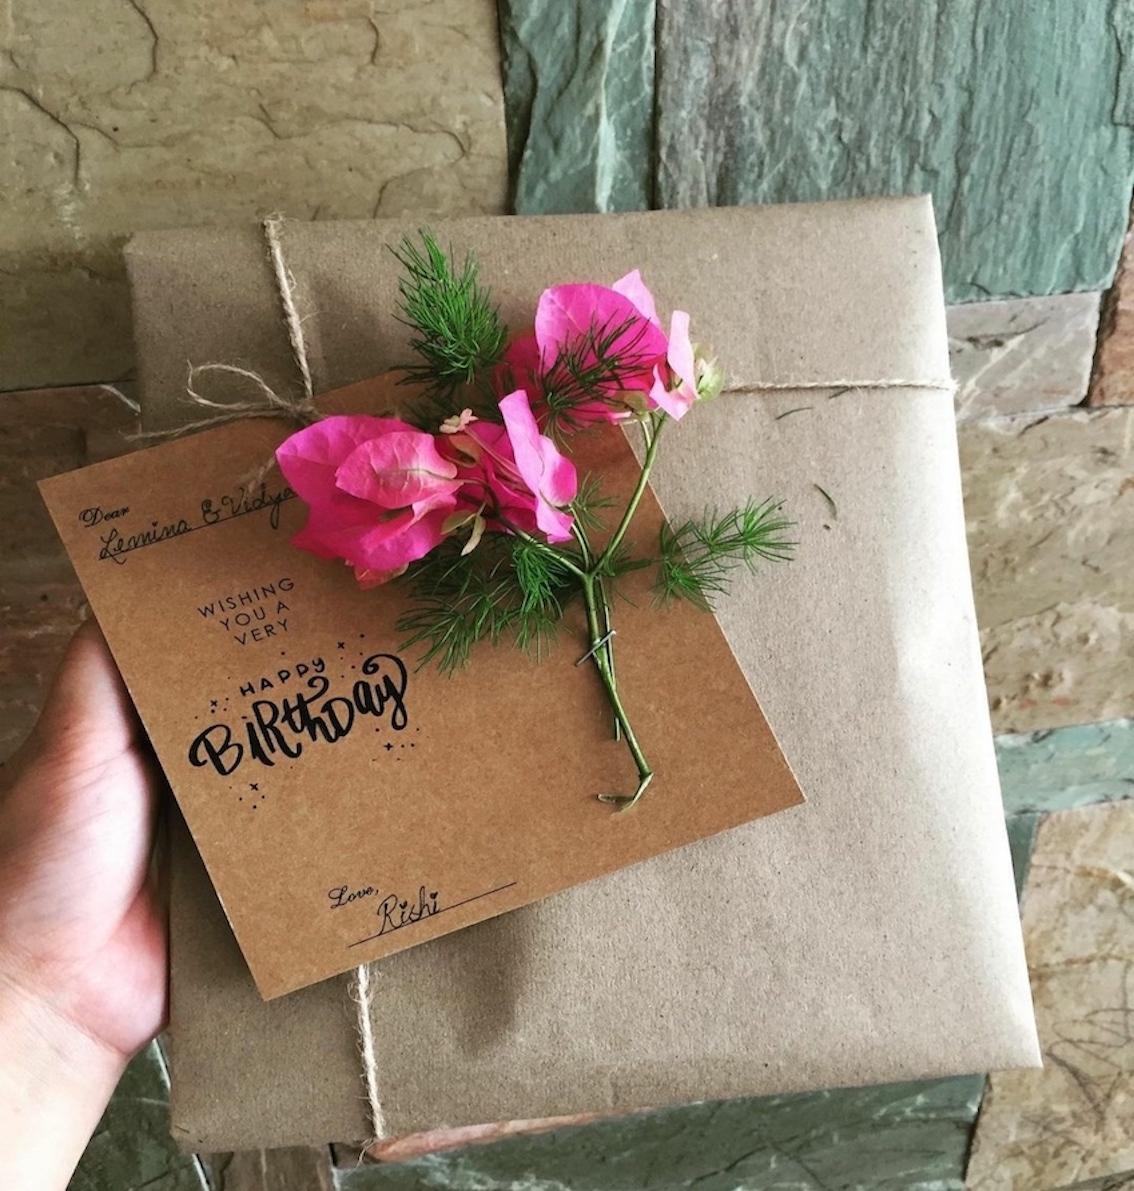 Dear
Lemina & Vidya
WISHING
YOU A
VERY
HAPPY
BIRthDay
Love,
Rishi